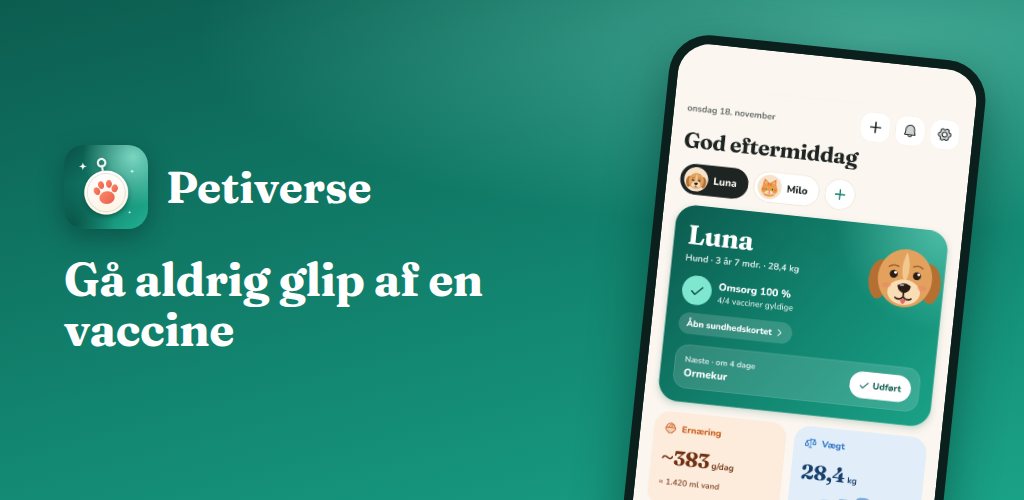 Petiverse
Gå aldrig glip af en
vaccine
onsdag 18. november
God eftermiddag
Luna
Milo
Luna
Hund · 3 år 7 mdr. · 28,4 kg
Omsorg 100 %
4/4 vacciner gyldige
Åbn sundhedskortet
Næste · om 4 dage
Ormekur
Udført
Ernæring
~383 g/dag
≈ 1.420 ml vand
Vægt
28,4 kg